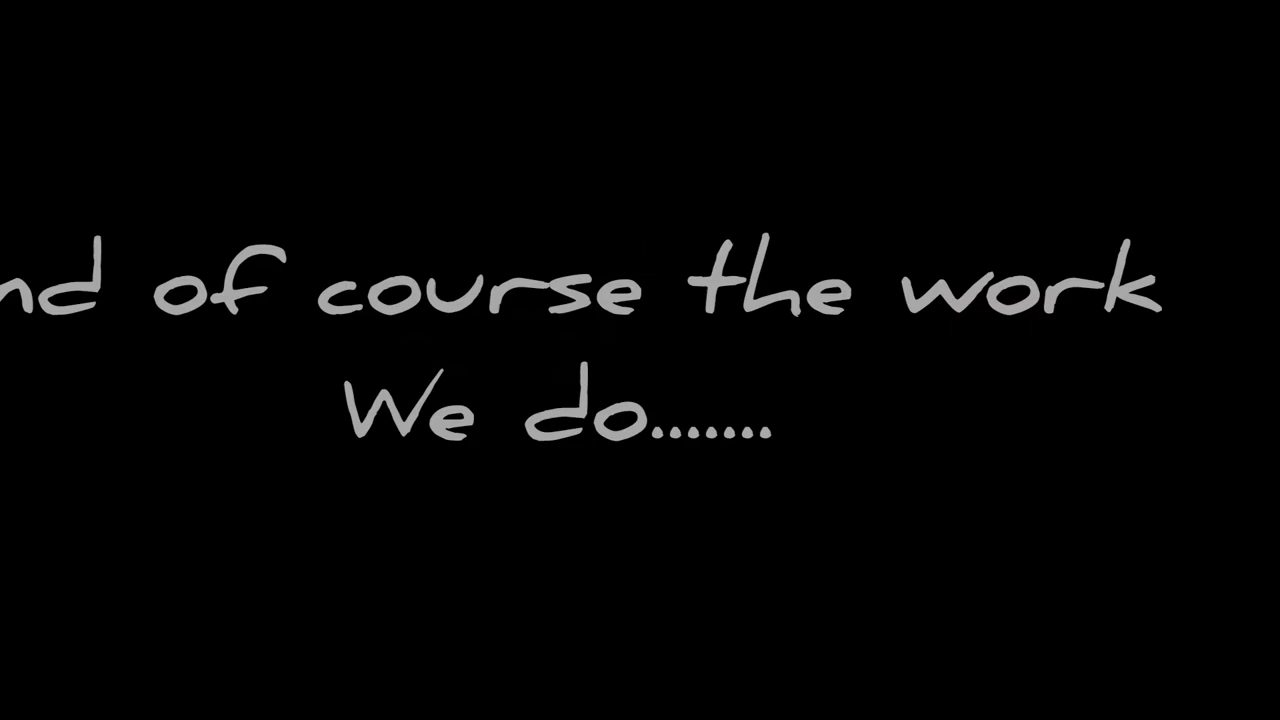 nd of course the work
We do.......